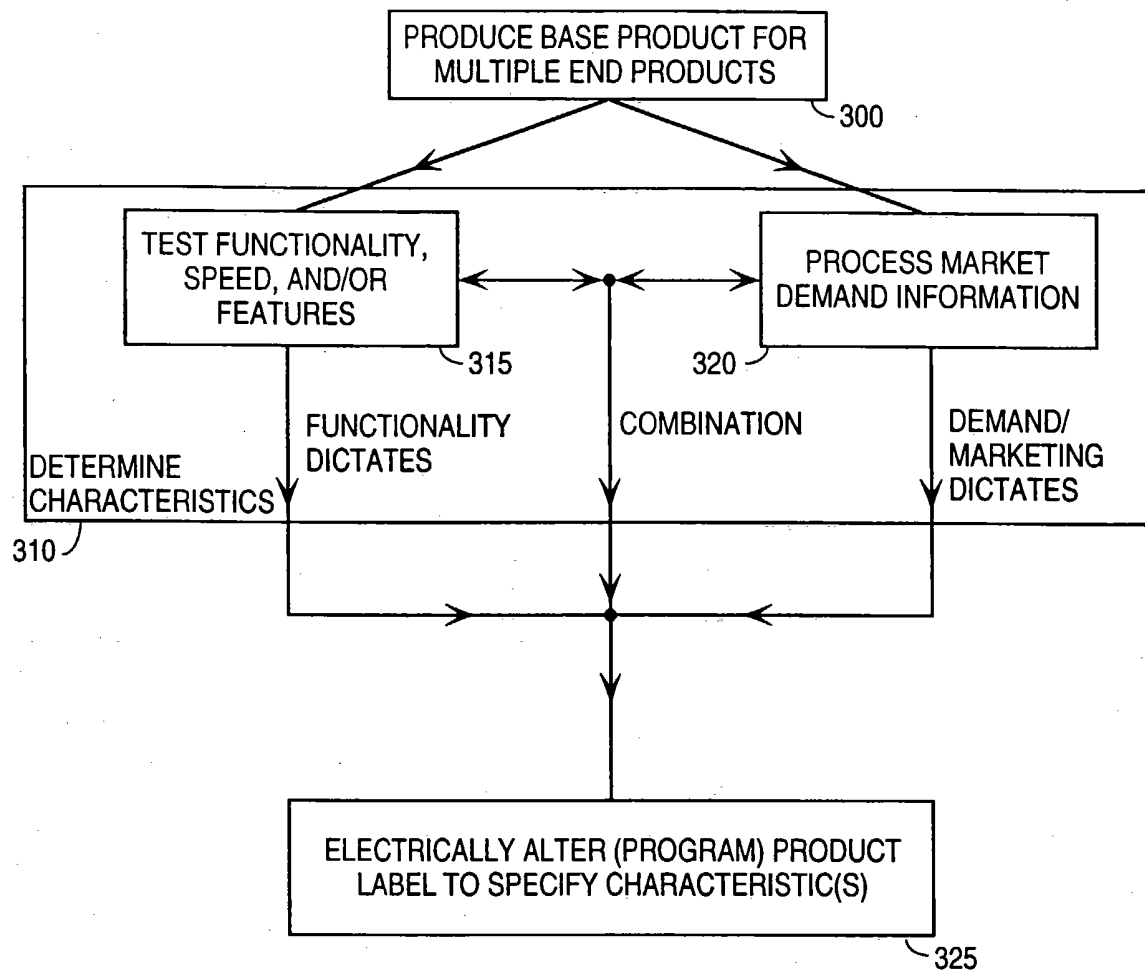 PRODUCE BASE PRODUCT FOR
MULTIPLE END PRODUCTS
300
TEST FUNCTIONALITY,
SPEED, AND/OR
FEATURES
315
PROCESS MARKET
DEMAND INFORMATION
320
FUNCTIONALITY
DICTATES
COMBINATION
DEMAND/
MARKETING
DICTATES
DETERMINE
CHARACTERISTICS
310
ELECTRICALLY ALTER (PROGRAM) PRODUCT
LABEL TO SPECIFY CHARACTERISTIC(S)
325